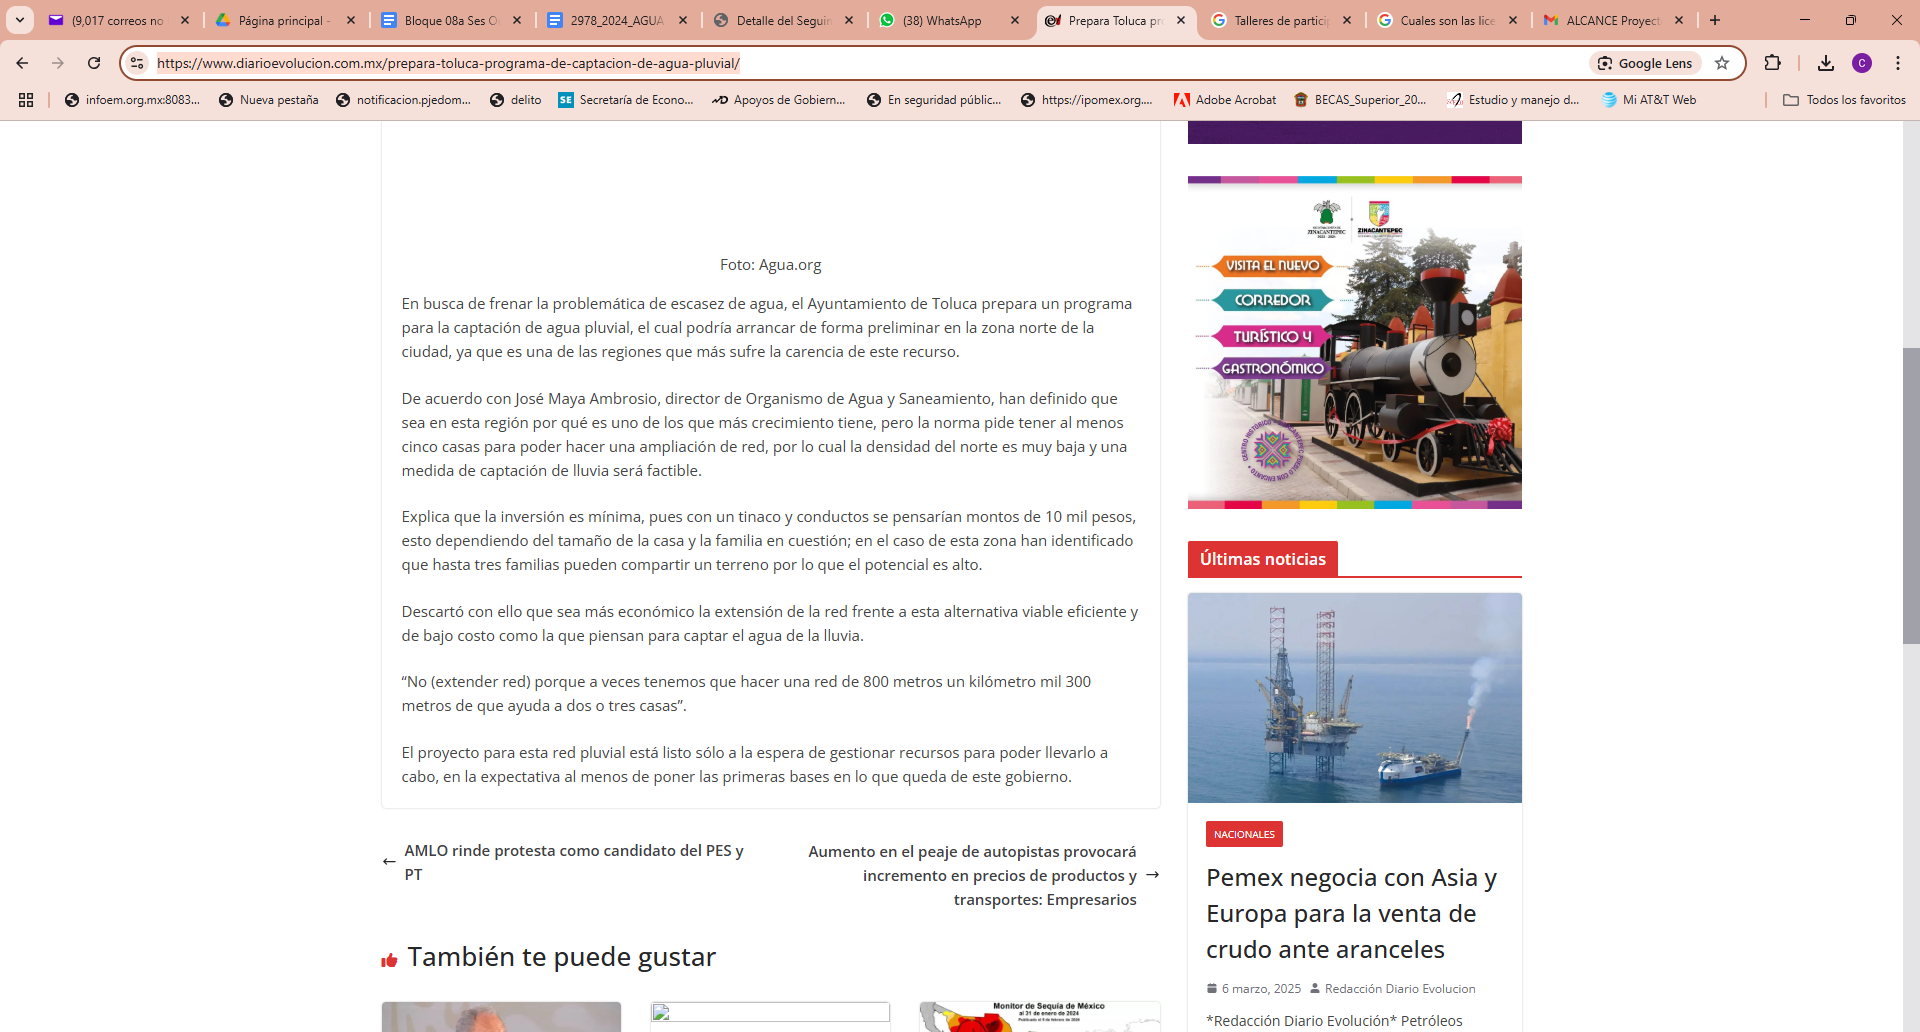 (9,017 correos no
Página principal -
Bloque 08a Ses O
2978_2024_AGUA
Detalle del Seguim
(38) WhatsApp
Prepara Toluca pr
Talleres de particip
Cuales son las lice
ALCANCE Proyect
https://www.diarioevolucion.com.mx/prepara-toluca-programa-de-captacion-de-agua-pluvial/
Google Lens
C
infoem.org.mx:8083...
Nueva pestaña
notificacion.pjedom...
delito
SE
Secretaría de Econo...
Apoyos de Gobiern...
En seguridad públic...
https://ipomex.org....
Adobe Acrobat
BECAS_Superior_20...
Estudio y manejo d...
Mi AT&T Web
Todos los favoritos
Foto: Agua.org
En busca de frenar la problemática de escasez de agua, el Ayuntamiento de Toluca prepara un programa
para la captación de agua pluvial, el cual podría arrancar de forma preliminar en la zona norte de la
ciudad, ya que es una de las regiones que más sufre la carencia de este recurso.
De acuerdo con José Maya Ambrosio, director de Organismo de Agua y Saneamiento, han definido que
sea en esta región por qué es uno de los que más crecimiento tiene, pero la norma pide tener al menos
cinco casas para poder hacer una ampliación de red, por lo cual la densidad del norte es muy baja y una
medida de captación de lluvia será factible.
Explica que la inversión es mínima, pues con un tinaco y conductos se pensarían montos de 10 mil pesos,
esto dependiendo del tamaño de la casa y la familia en cuestión; en el caso de esta zona han identificado
que hasta tres familias pueden compartir un terreno por lo que el potencial es alto.
Descartó con ello que sea más económico la extensión de la red frente a esta alternativa viable eficiente y
de bajo costo como la que piensan para captar el agua de la lluvia.
“No (extender red) porque a veces tenemos que hacer una red de 800 metros un kilómetro mil 300
metros de que ayuda a dos o tres casas”.
El proyecto para esta red pluvial está listo sólo a la espera de gestionar recursos para poder llevarlo a
cabo, en la expectativa al menos de poner las primeras bases en lo que queda de este gobierno.
← AMLO rinde protesta como candidato del PES y
PT
Aumento en el peaje de autopistas provocará
incremento en precios de productos y →
transportes: Empresarios
También te puede gustar
Monitor de Sequía de México
al 31 de enero de 2024
ZINACANTEPEC
ZINACANTEPEC
VISITA EL NUEVO
CORREDOR
TURÍSTICO Y
GASTRONÓMICO
Últimas noticias
NACIONALES
Pemex negocia con Asia y
Europa para la venta de
crudo ante aranceles
6 marzo, 2025 Redacción Diario Evolucion
*Redacción Diario Evolución* Petróleos